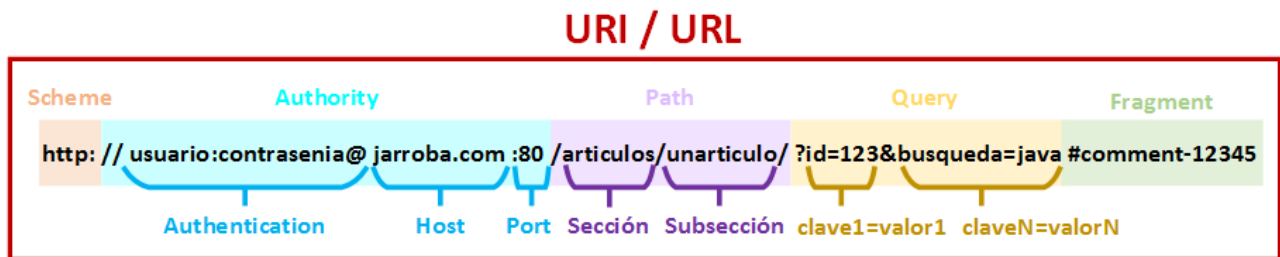 URI / URL
Scheme Authority Path Query Fragment
http: // usuario:contrasenia@ jarroba.com :80 /articulos/unarticulo/ ?id=123&busqueda=java #comment-12345
Authentication Host Port Sección Subsección clave1=valor1 claveN=valorN